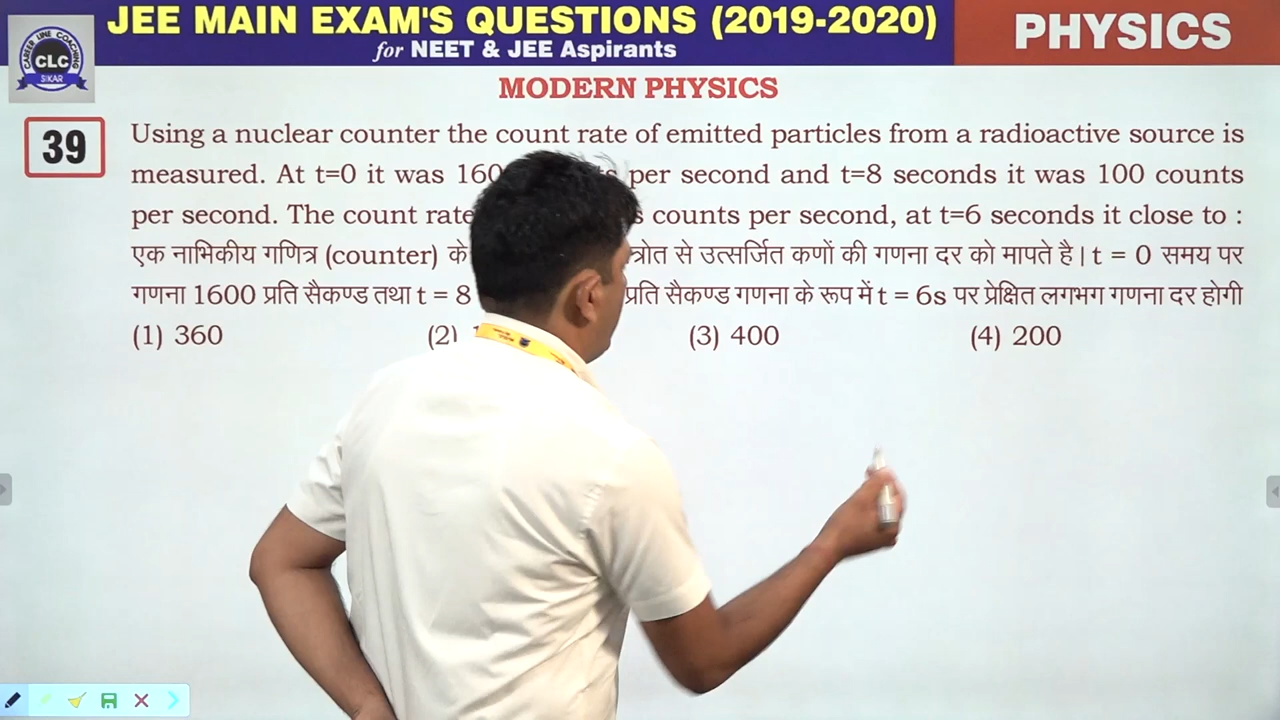 JEE MAIN EXAM'S QUESTIONS (2019-2020)
for NEET & JEE Aspirants
PHYSICS
CAREER LINE COACHING
CLC
SIKAR
MODERN PHYSICS
39
Using a nuclear counter the count rate of emitted particles from a radioactive source is
measured. At t=0 it was 160 per second and t=8 seconds it was 100 counts
per second. The count rate counts per second, at t=6 seconds it close to :
एक नाभिकीय गणित्र (counter) के स्त्रोत से उत्सर्जित कणों की गणना दर को मापते है। t = 0 समय पर
गणना 1600 प्रति सैकण्ड तथा t = 8 प्रति सैकण्ड गणना के रूप में t = 6s पर प्रेक्षित लगभग गणना दर होगी
(1) 360 (2) (3) 400 (4) 200